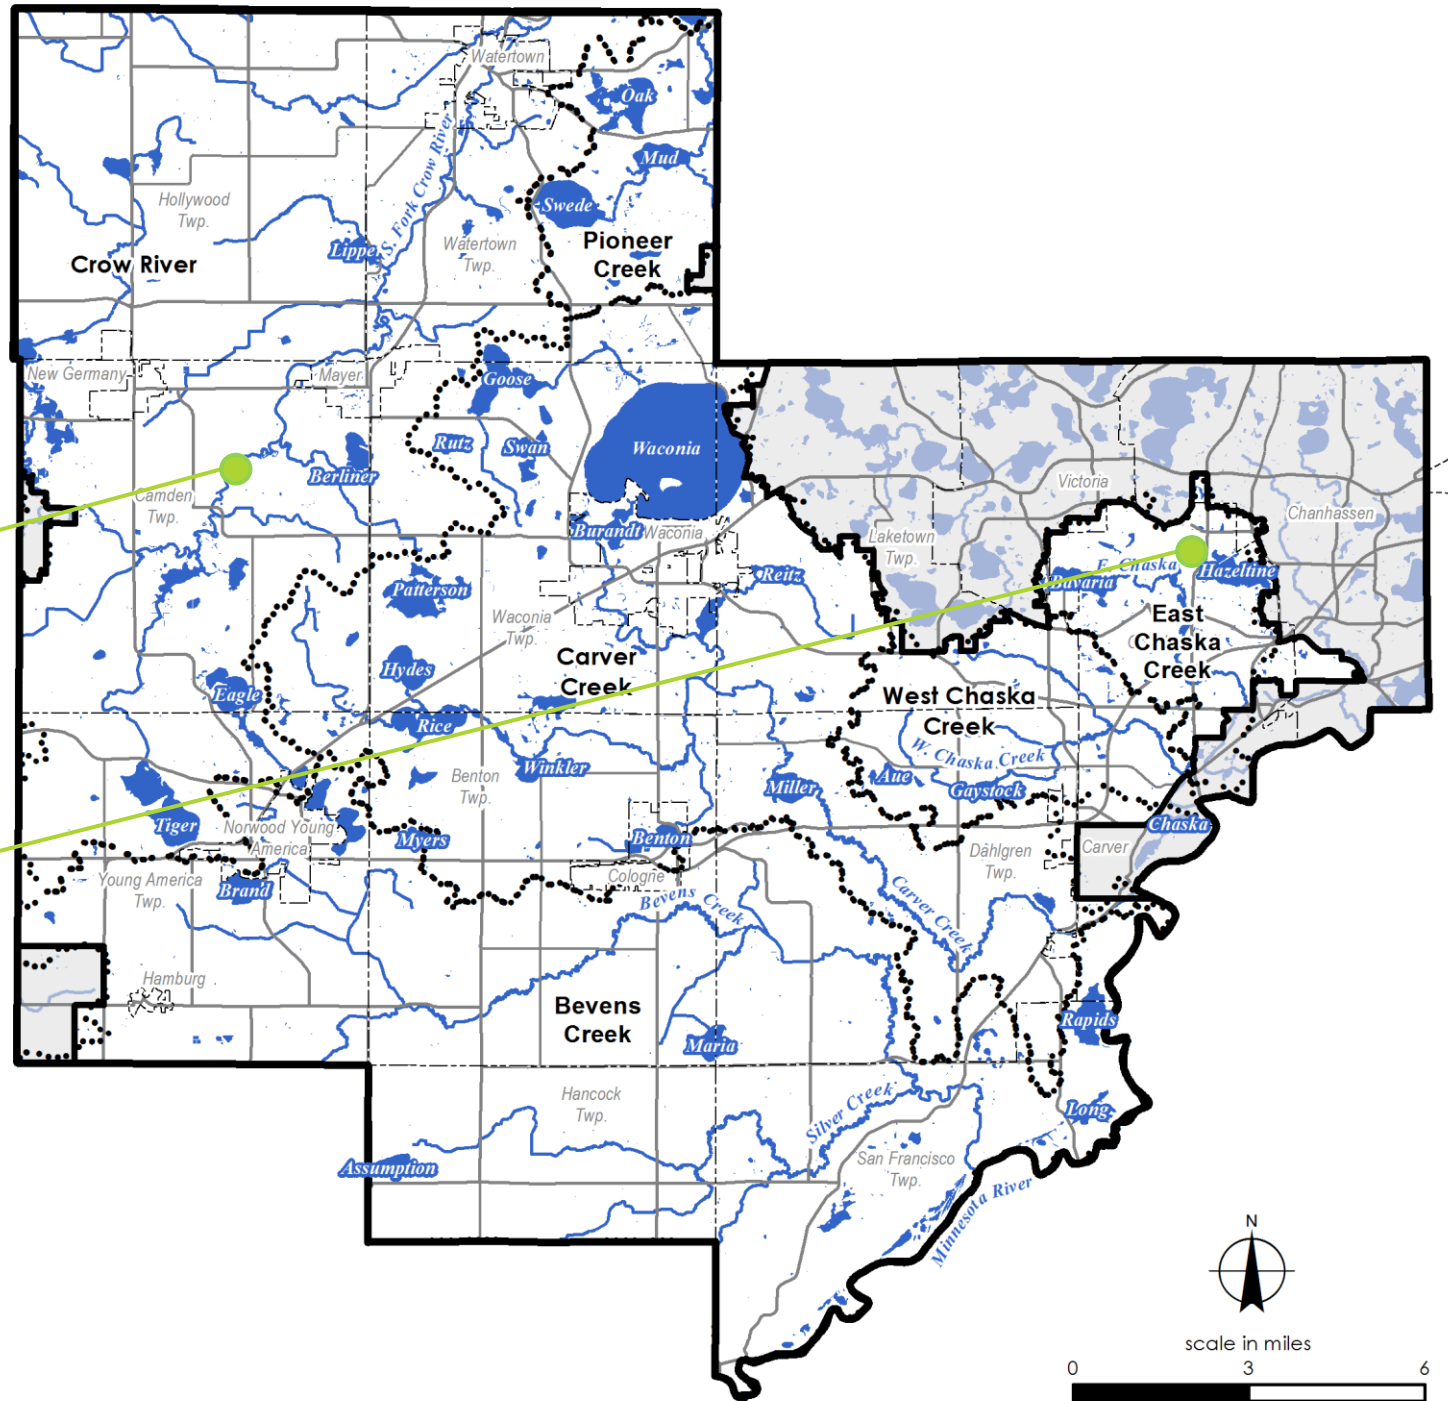 Watertown
Oak
Mud
S. Fork Crow River
Hollywood
Twp.
Swede
Lippe
Watertown
Twp.
Pioneer
Creek
Crow River
New Germany
Mayer
Goose
Rutz
Swan
Waconia
Berliner
Camden
Twp.
Burandt
Waconia
Victoria
Chanhassen
Laketown
Twp.
Reitz
Bavaria
E. Chaska
Hazeltine
Patterson
Waconia
Twp.
East
Chaska
Creek
Carver
Creek
Hydes
Eagle
West Chaska
Creek
Rice
W. Chaska Creek
Winkler
Benton
Twp.
Miller
Aue
Gaystock
Tiger
Norwood Young
America
Myers
Benton
Chaska
Carver
Dahlgren
Twp.
Young America
Twp.
Brand
Cologne
Bevens Creek
Carver Creek
Hamburg
Bevens
Creek
Rapids
Maria
Hancock
Twp.
Silver Creek
Long
Assumption
San Francisco
Twp.
Minnesota River
N
scale in miles
0 3 6